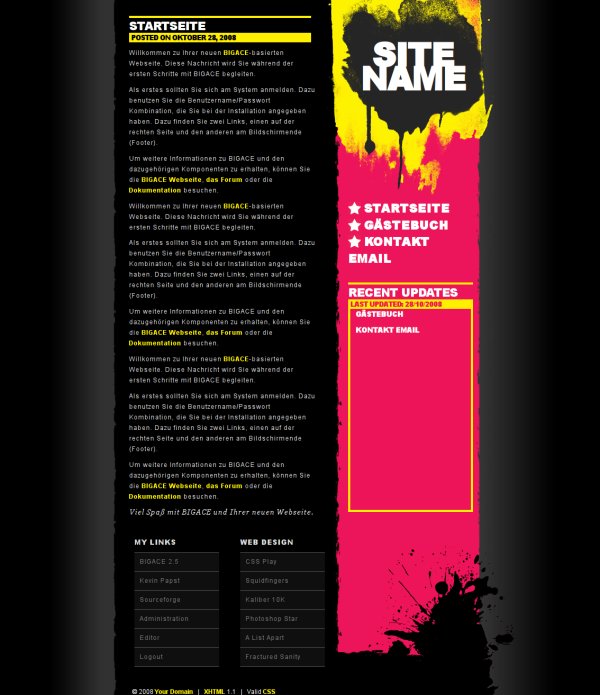 STARTSEITE
POSTED ON OKTOBER 28, 2008
Willkommen zu Ihrer neuen BIGACE-basierten
Webseite. Diese Nachricht wird Sie während der
ersten Schritte mit BIGACE begleiten.
Als erstes sollten Sie sich am System anmelden. Dazu
benutzen Sie die Benutzername/Passwort
Kombination, die Sie bei der Installation angegeben
haben. Dazu finden Sie zwei Links, einen auf der
rechten Seite und den anderen am Bildschirmende
(Footer).
Um weitere Informationen zu BIGACE und den
dazugehörigen Komponenten zu erhalten, können Sie
die BIGACE Webseite, das Forum oder die
Dokumentation besuchen.
Willkommen zu Ihrer neuen BIGACE-basierten
Webseite. Diese Nachricht wird Sie während der
ersten Schritte mit BIGACE begleiten.
Als erstes sollten Sie sich am System anmelden. Dazu
benutzen Sie die Benutzername/Passwort
Kombination, die Sie bei der Installation angegeben
haben. Dazu finden Sie zwei Links, einen auf der
rechten Seite und den anderen am Bildschirmende
(Footer).
Um weitere Informationen zu BIGACE und den
dazugehörigen Komponenten zu erhalten, können Sie
die BIGACE Webseite, das Forum oder die
Dokumentation besuchen.
Willkommen zu Ihrer neuen BIGACE-basierten
Webseite. Diese Nachricht wird Sie während der
ersten Schritte mit BIGACE begleiten.
Als erstes sollten Sie sich am System anmelden. Dazu
benutzen Sie die Benutzername/Passwort
Kombination, die Sie bei der Installation angegeben
haben. Dazu finden Sie zwei Links, einen auf der
rechten Seite und den anderen am Bildschirmende
(Footer).
Um weitere Informationen zu BIGACE und den
dazugehörigen Komponenten zu erhalten, können Sie
die BIGACE Webseite, das Forum oder die
Dokumentation besuchen.
Viel Spaß mit BIGACE und Ihrer neuen Webseite.
MY LINKS
BIGACE 2.5
Kevin Papst
Sourceforge
Administration
Editor
Logout
WEB DESIGN
CSS Play
Squidfingers
Kaliber 10K
Photoshop Star
A List Apart
Fractured Sanity
© 2008 Your Domain | XHTML 1.1 | Valid CSS
SITE
NAME
STARTSEITE
GÄSTEBUCH
KONTAKT
EMAIL
RECENT UPDATES
LAST UPDATED: 28/10/2008
GÄSTEBUCH
KONTAKT EMAIL